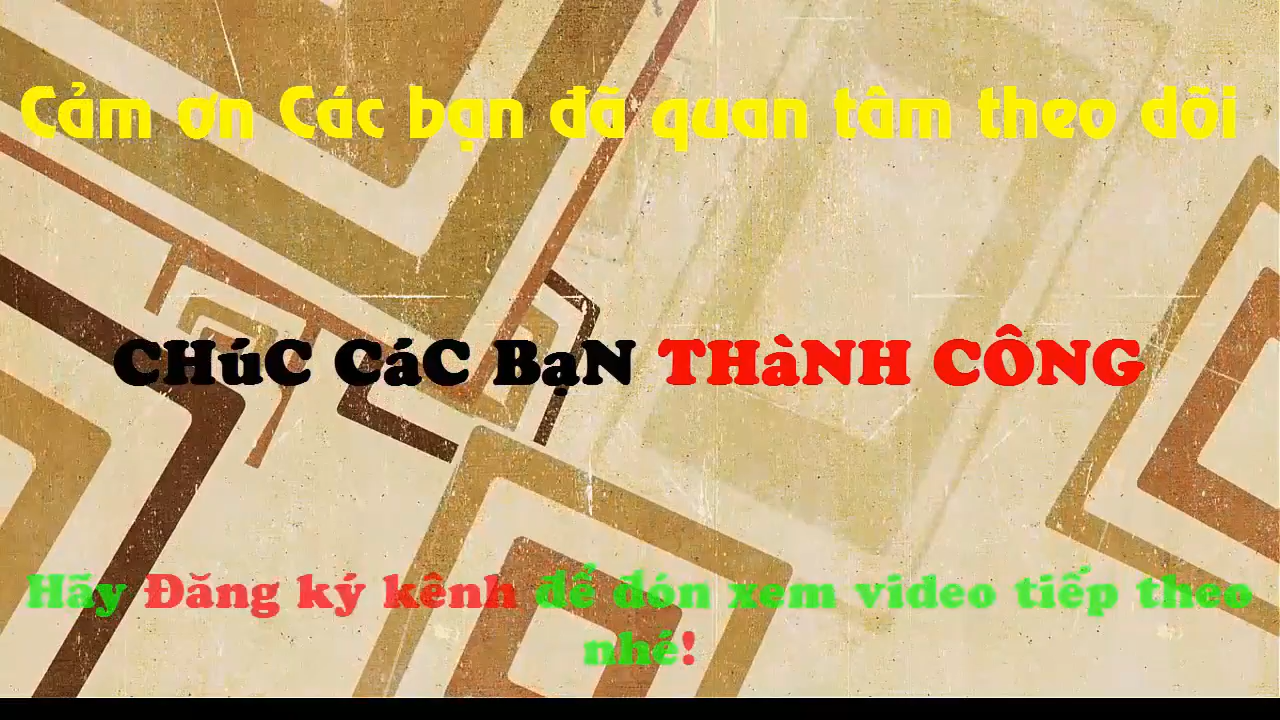 Cảm ơn Các bạn đã quan tâm theo dõi
CHúC CáC BạN THàNH CÔNG
Hãy Đăng ký kênh để đón xem video tiếp theo
nhé!